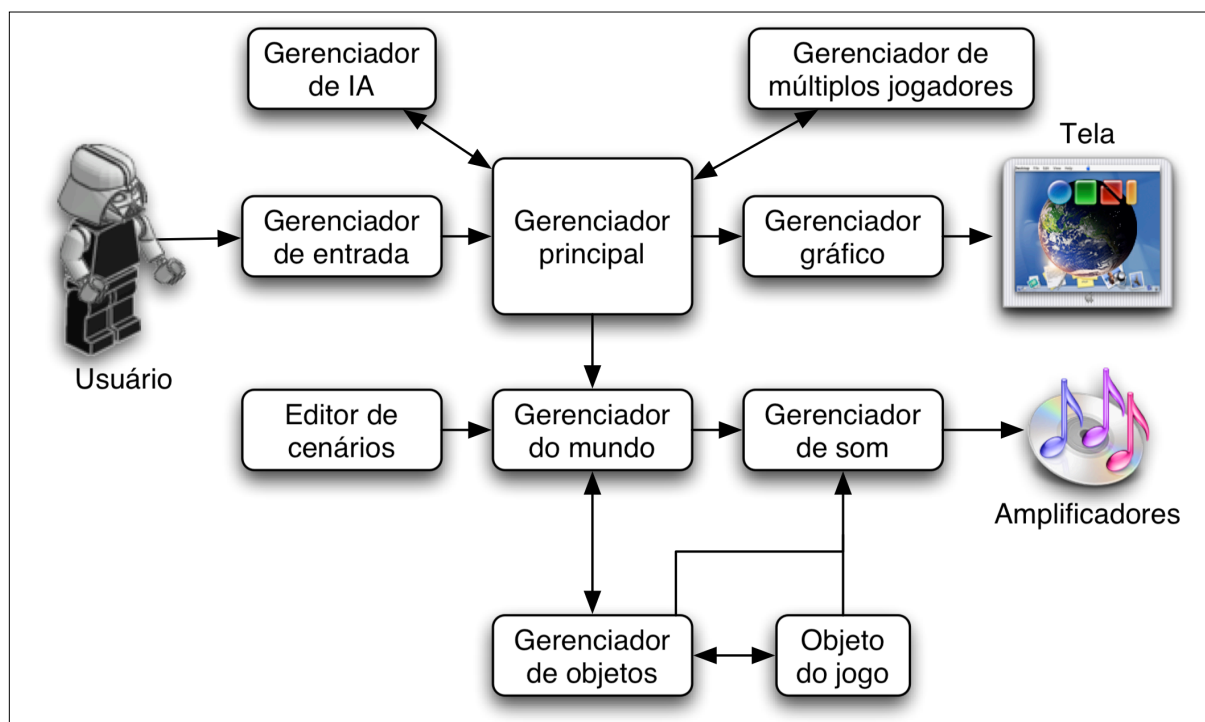 Gerenciador
de IA
Gerenciador de
múltiplos jogadores
Tela
Gerenciador
de entrada
Gerenciador
principal
Gerenciador
gráfico
Usuário
Editor de
cenários
Gerenciador
do mundo
Gerenciador
de som
Amplificadores
Gerenciador
de objetos
Objeto
do jogo